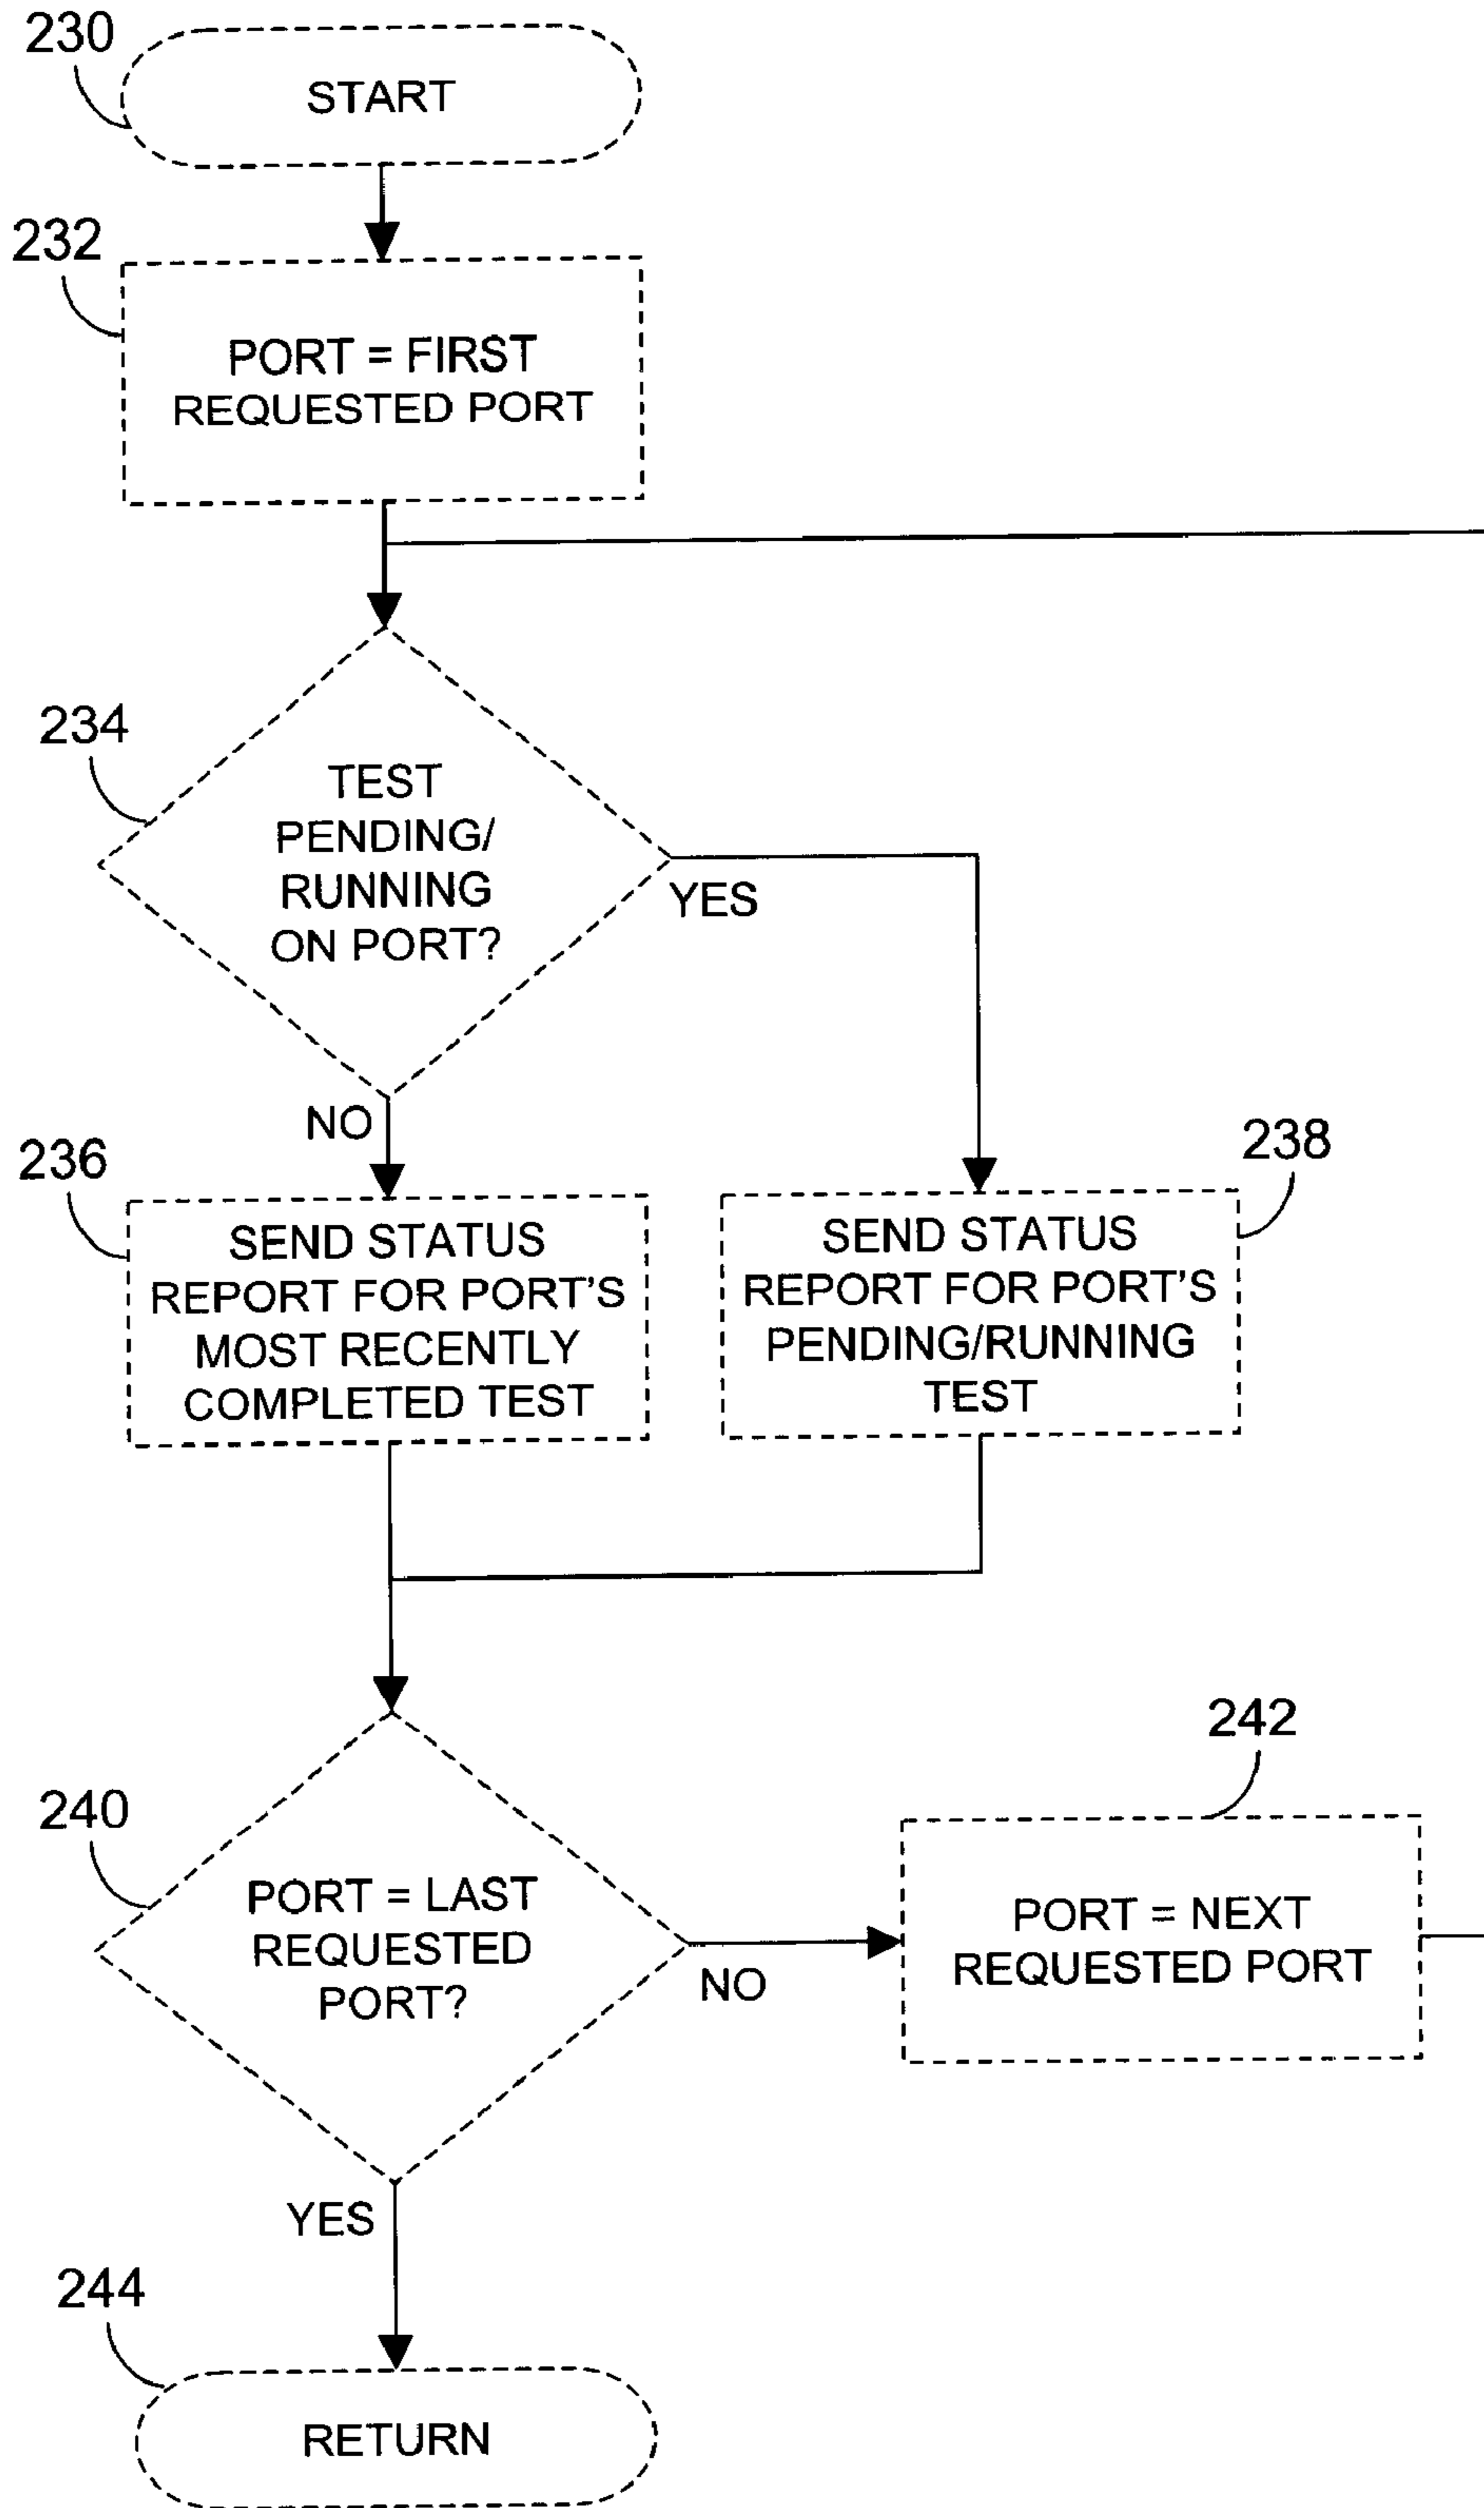 230
START
232
PORT = FIRST
REQUESTED PORT
234
TEST
PENDING/
RUNNING
ON PORT?
YES
NO
236
SEND STATUS
REPORT FOR PORT'S
MOST RECENTLY
COMPLETED TEST
238
SEND STATUS
REPORT FOR PORT'S
PENDING/RUNNING
TEST
240
PORT = LAST
REQUESTED
PORT?
NO
242
PORT = NEXT
REQUESTED PORT
YES
244
RETURN